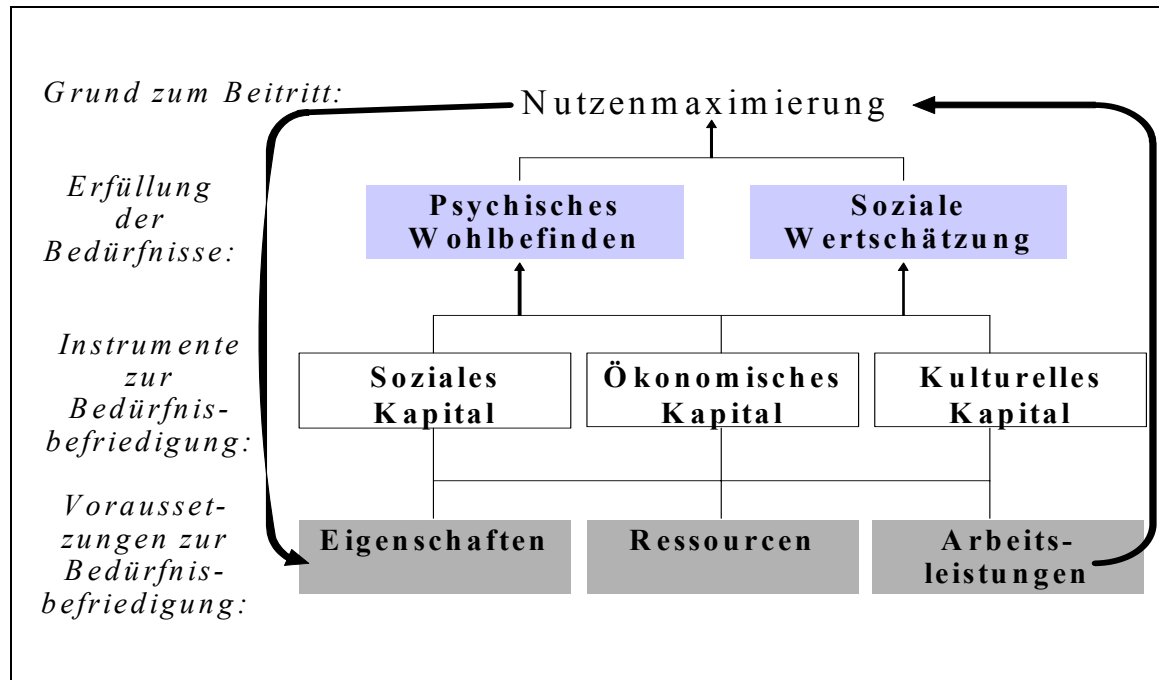 Grund zum Beitritt:
Nutzenmaximierung
Erfüllung
der
Bedürfnisse:
Psychisches
Wohlbefinden
Soziale
Wertschätzung
Instrumente
zur
Bedürfnis-
befriedigung:
Soziales
Kapital
Ökonomisches
Kapital
Kulturelles
Kapital
Vorausset-
zungen zur
Bedürfnis-
befriedigung:
Eigenschaften
Ressourcen
Arbeits-
leistungen